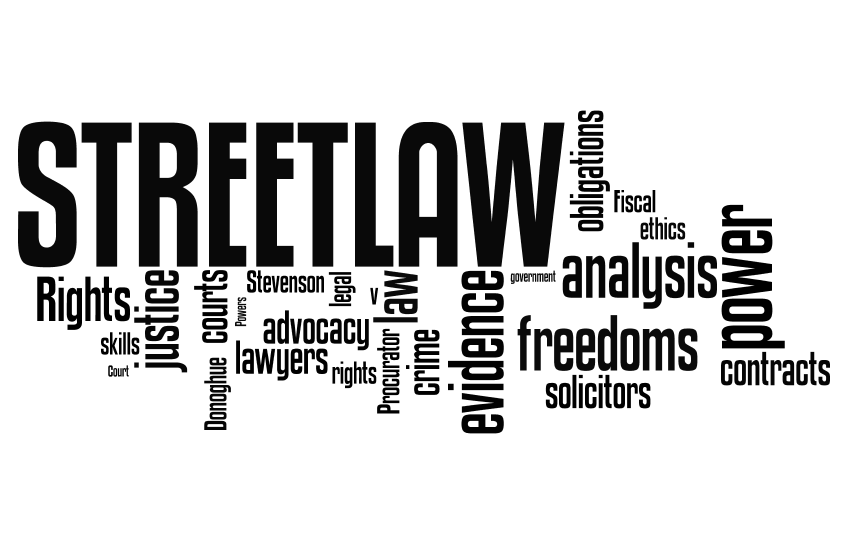 STREETLAW
obligations
Fiscal
ethics
power
Rights
justice
courts
Powers
Stevenson
legal
v
law
evidence
government
analysis
skills
Court
Donoghue
advocacy
lawyers
rights
Procurator
crime
freedoms
solicitors
contracts